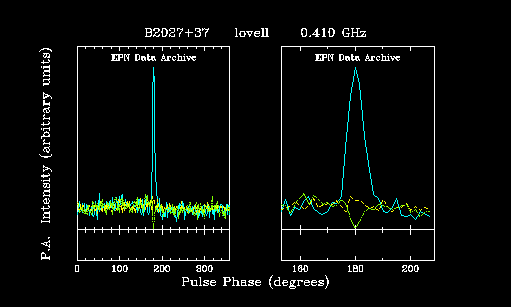 B2027+37 lovell 0.410 GHz
EPN Data Archive EPN Data Archive
Intensity (arbitrary units)
P.A.
0 100 200 300 160 180 200
Pulse Phase (degrees)